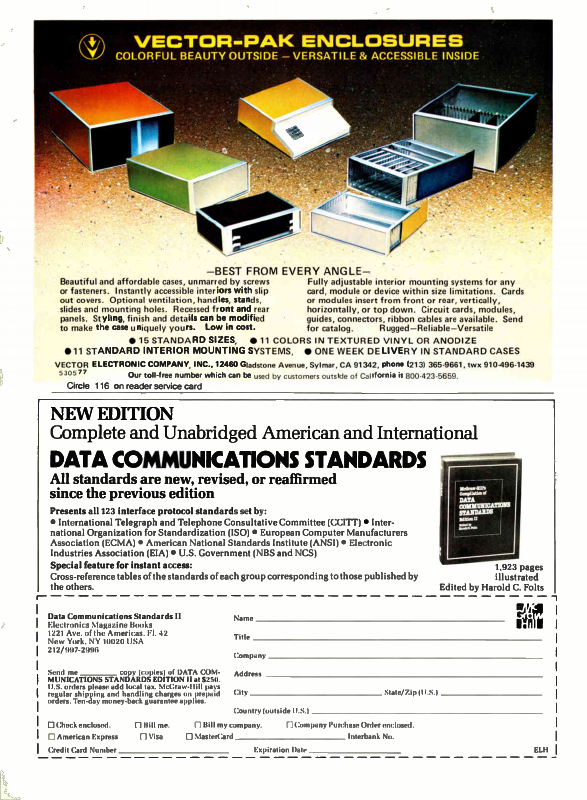 VECTOR-PAK ENCLOSURES
COLORFUL BEAUTY OUTSIDE – VERSATILE & ACCESSIBLE INSIDE
—BEST FROM EVERY ANGLE—
Beautiful and affordable cases, unmarred by screws
or fasteners. Instantly accessible interiors with slip
out covers. Optional ventilation, handles, stands,
slides and mounting holes. Recessed front and rear
panels. Styling, finish and details can be modified
to make the case uniquely yours. Low in cost.
Fully adjustable interior mounting systems for any
card, module or device within size limitations. Cards
or modules insert from front or rear, vertically,
horizontally, or top down. Circuit cards, modules,
guides, connectors, ribbon cables are available. Send
for catalog. Rugged—Reliable—Versatile
● 15 STANDARD SIZES, ● 11 COLORS IN TEXTURED VINYL OR ANODIZE
● 11 STANDARD INTERIOR MOUNTING SYSTEMS, ● ONE WEEK DELIVERY IN STANDARD CASES
VECTOR ELECTRONIC COMPANY, INC., 12460 Gladstone Avenue, Sylmar, CA 91342, phone (213) 365-9661, twx 910-496-1439
530577 Our toll-free number which can be used by customers outside of California is 800-423-5659.
Circle 116 on reader service card
NEW EDITION
Complete and Unabridged American and International
DATA COMMUNICATIONS STANDARDS
All standards are new, revised, or reaffirmed
since the previous edition
Presents all 123 interface protocol standards set by:
● International Telegraph and Telephone Consultative Committee (CCITT) ● Inter-
national Organization for Standardization (ISO) ● European Computer Manufacturers
Association (ECMA) ● American National Standards Institute (ANSI) ● Electronic
Industries Association (EIA) ● U.S. Government (NBS and NCS)
Special feature for instant access:
Cross-reference tables of the standards of each group corresponding to those published by
the others.
McGraw-Hill's
Compilation of
DATA
COMMUNICATIONS
STANDARDS
Edition II
Edited by
Harold C. Folts
1,923 pages
illustrated
Edited by Harold C. Folts
Data Communications Standards II
Electronics Magazine Books
1221 Ave. of the Americas. Fl. 42
New York, NY 10020 USA
212/997-2996
Send me ________ copy (copies) of DATA COM-
MUNICATIONS STANDARDS EDITION II at $250.
U.S. orders please add local tax. McGraw-Hill pays
regular shipping and handling charges on prepaid
orders. Ten-day money-back guarantee applies.
Mc
Graw
Hill
Name
Title
Company
Address
City State/Zip (U.S.)
Country (outside U.S.)
☐ Check enclosed. ☐ Bill me. ☐ Bill my company. ☐ Company Purchase Order enclosed.
☐ American Express ☐ Visa ☐ MasterCard Interbank No.
Credit Card Number Expiration Date ELH